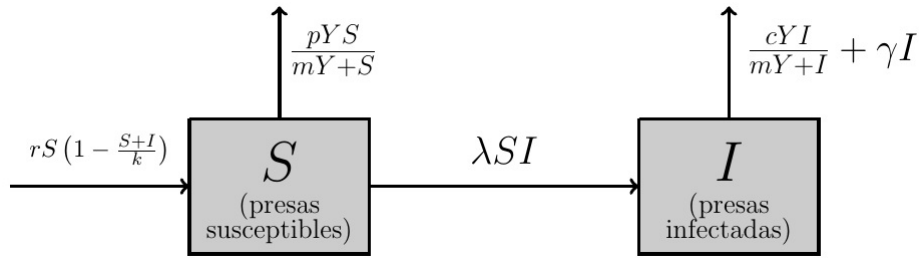 pYS / (mY+S)
cYI / (mY+I) + γI
rS (1 − (S+I)/k)
S
(presas
susceptibles)
λSI
I
(presas
infectadas)